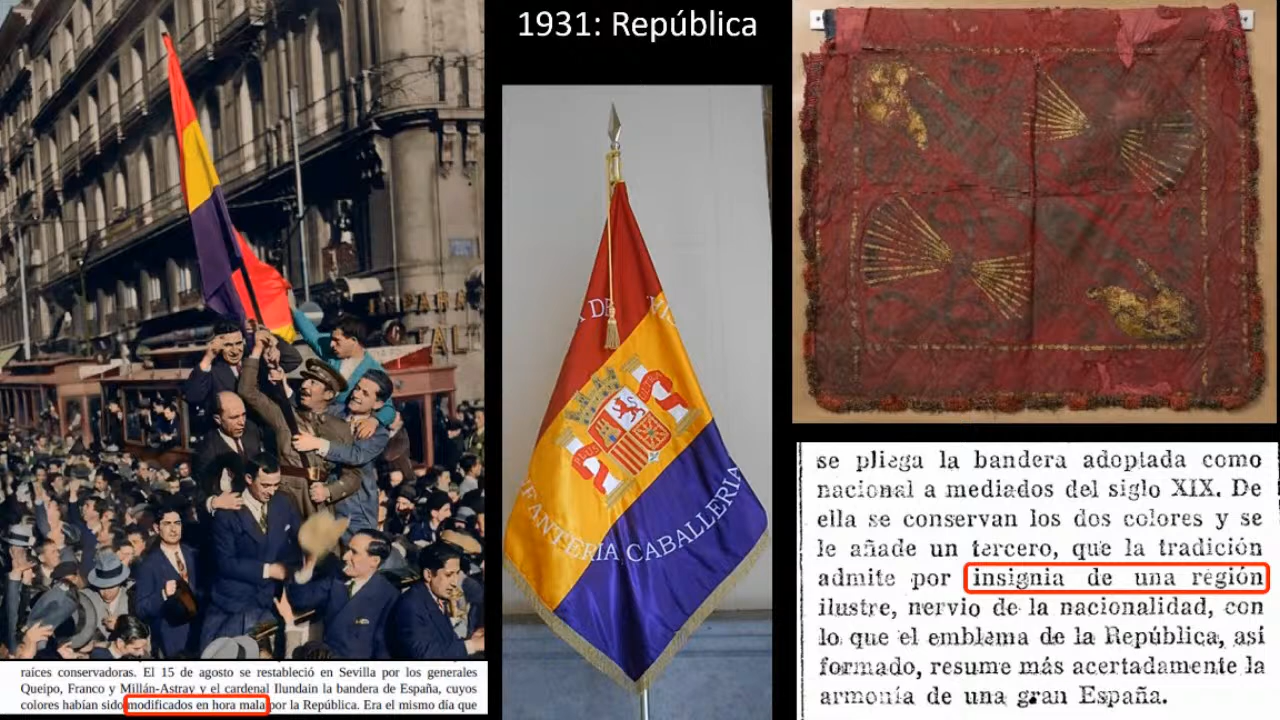 1931: República
PLUS
ULTRA
INFANTERÍA CABALLERIA
raíces conservadoras. El 15 de agosto se restableció en Sevilla por los generales
Queipo, Franco y Millán-Astray y el cardenal Ilundain la bandera de España, cuyos
colores habían sido modificados en hora mala por la República. Era el mismo día que
se pliega la bandera adoptada como
nacional a mediados del siglo XIX. De
ella se conservan los dos colores y se
le añade un tercero, que la tradición
admite por insignia de una región
ilustre, nervio de la nacionalidad, con
lo que el emblema de la República, así
formado, resume más acertadamente la
armonía de una gran España.